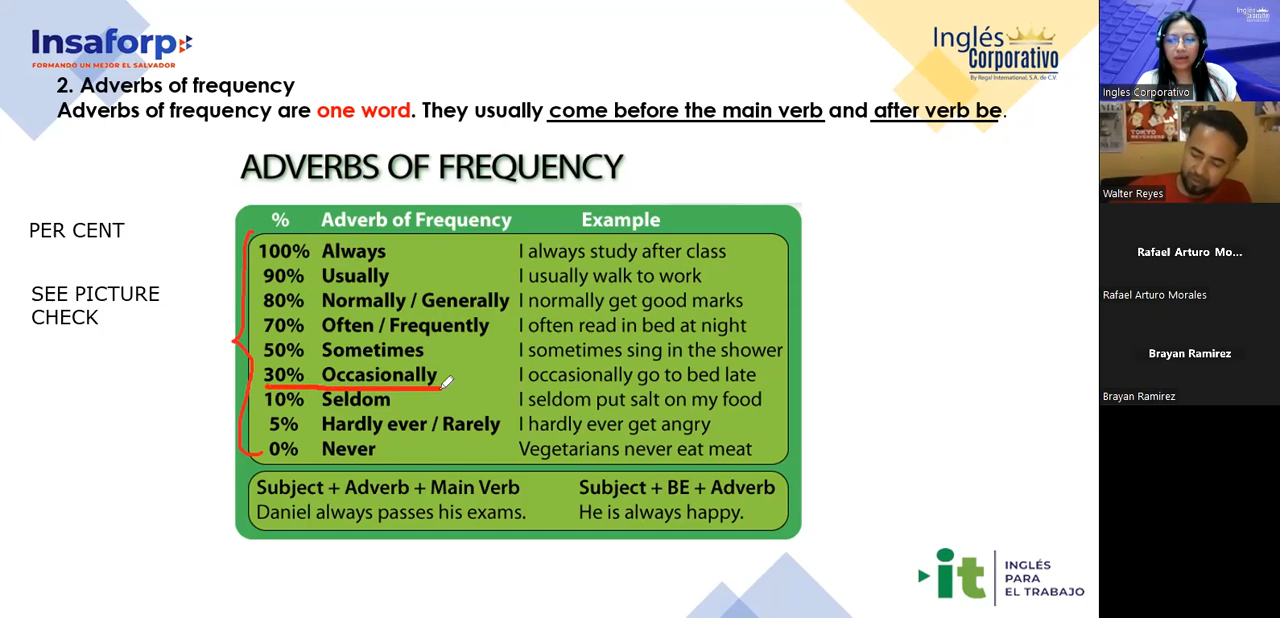 Insaforp
FORMANDO UN MEJOR EL SALVADOR
Inglés
Corporativo
By Regal International, S.A. de C.V.
2. Adverbs of frequency
Adverbs of frequency are one word. They usually come before the main verb and after verb be.
ADVERBS OF FREQUENCY
PER CENT
SEE PICTURE
CHECK
% Adverb of Frequency Example
100% Always I always study after class
90% Usually I usually walk to work
80% Normally / Generally I normally get good marks
70% Often / Frequently I often read in bed at night
50% Sometimes I sometimes sing in the shower
30% Occasionally I occasionally go to bed late
10% Seldom I seldom put salt on my food
5% Hardly ever / Rarely I hardly ever get angry
0% Never Vegetarians never eat meat
Subject + Adverb + Main Verb Subject + BE + Adverb
Daniel always passes his exams. He is always happy.
it
INGLÉS
PARA
EL TRABAJO
Inglés
Ingles Corporativo
TOKYO
REVENGERS
Walter Reyes
Rafael Arturo Mo...
Rafael Arturo Morales
Brayan Ramirez
Brayan Ramirez